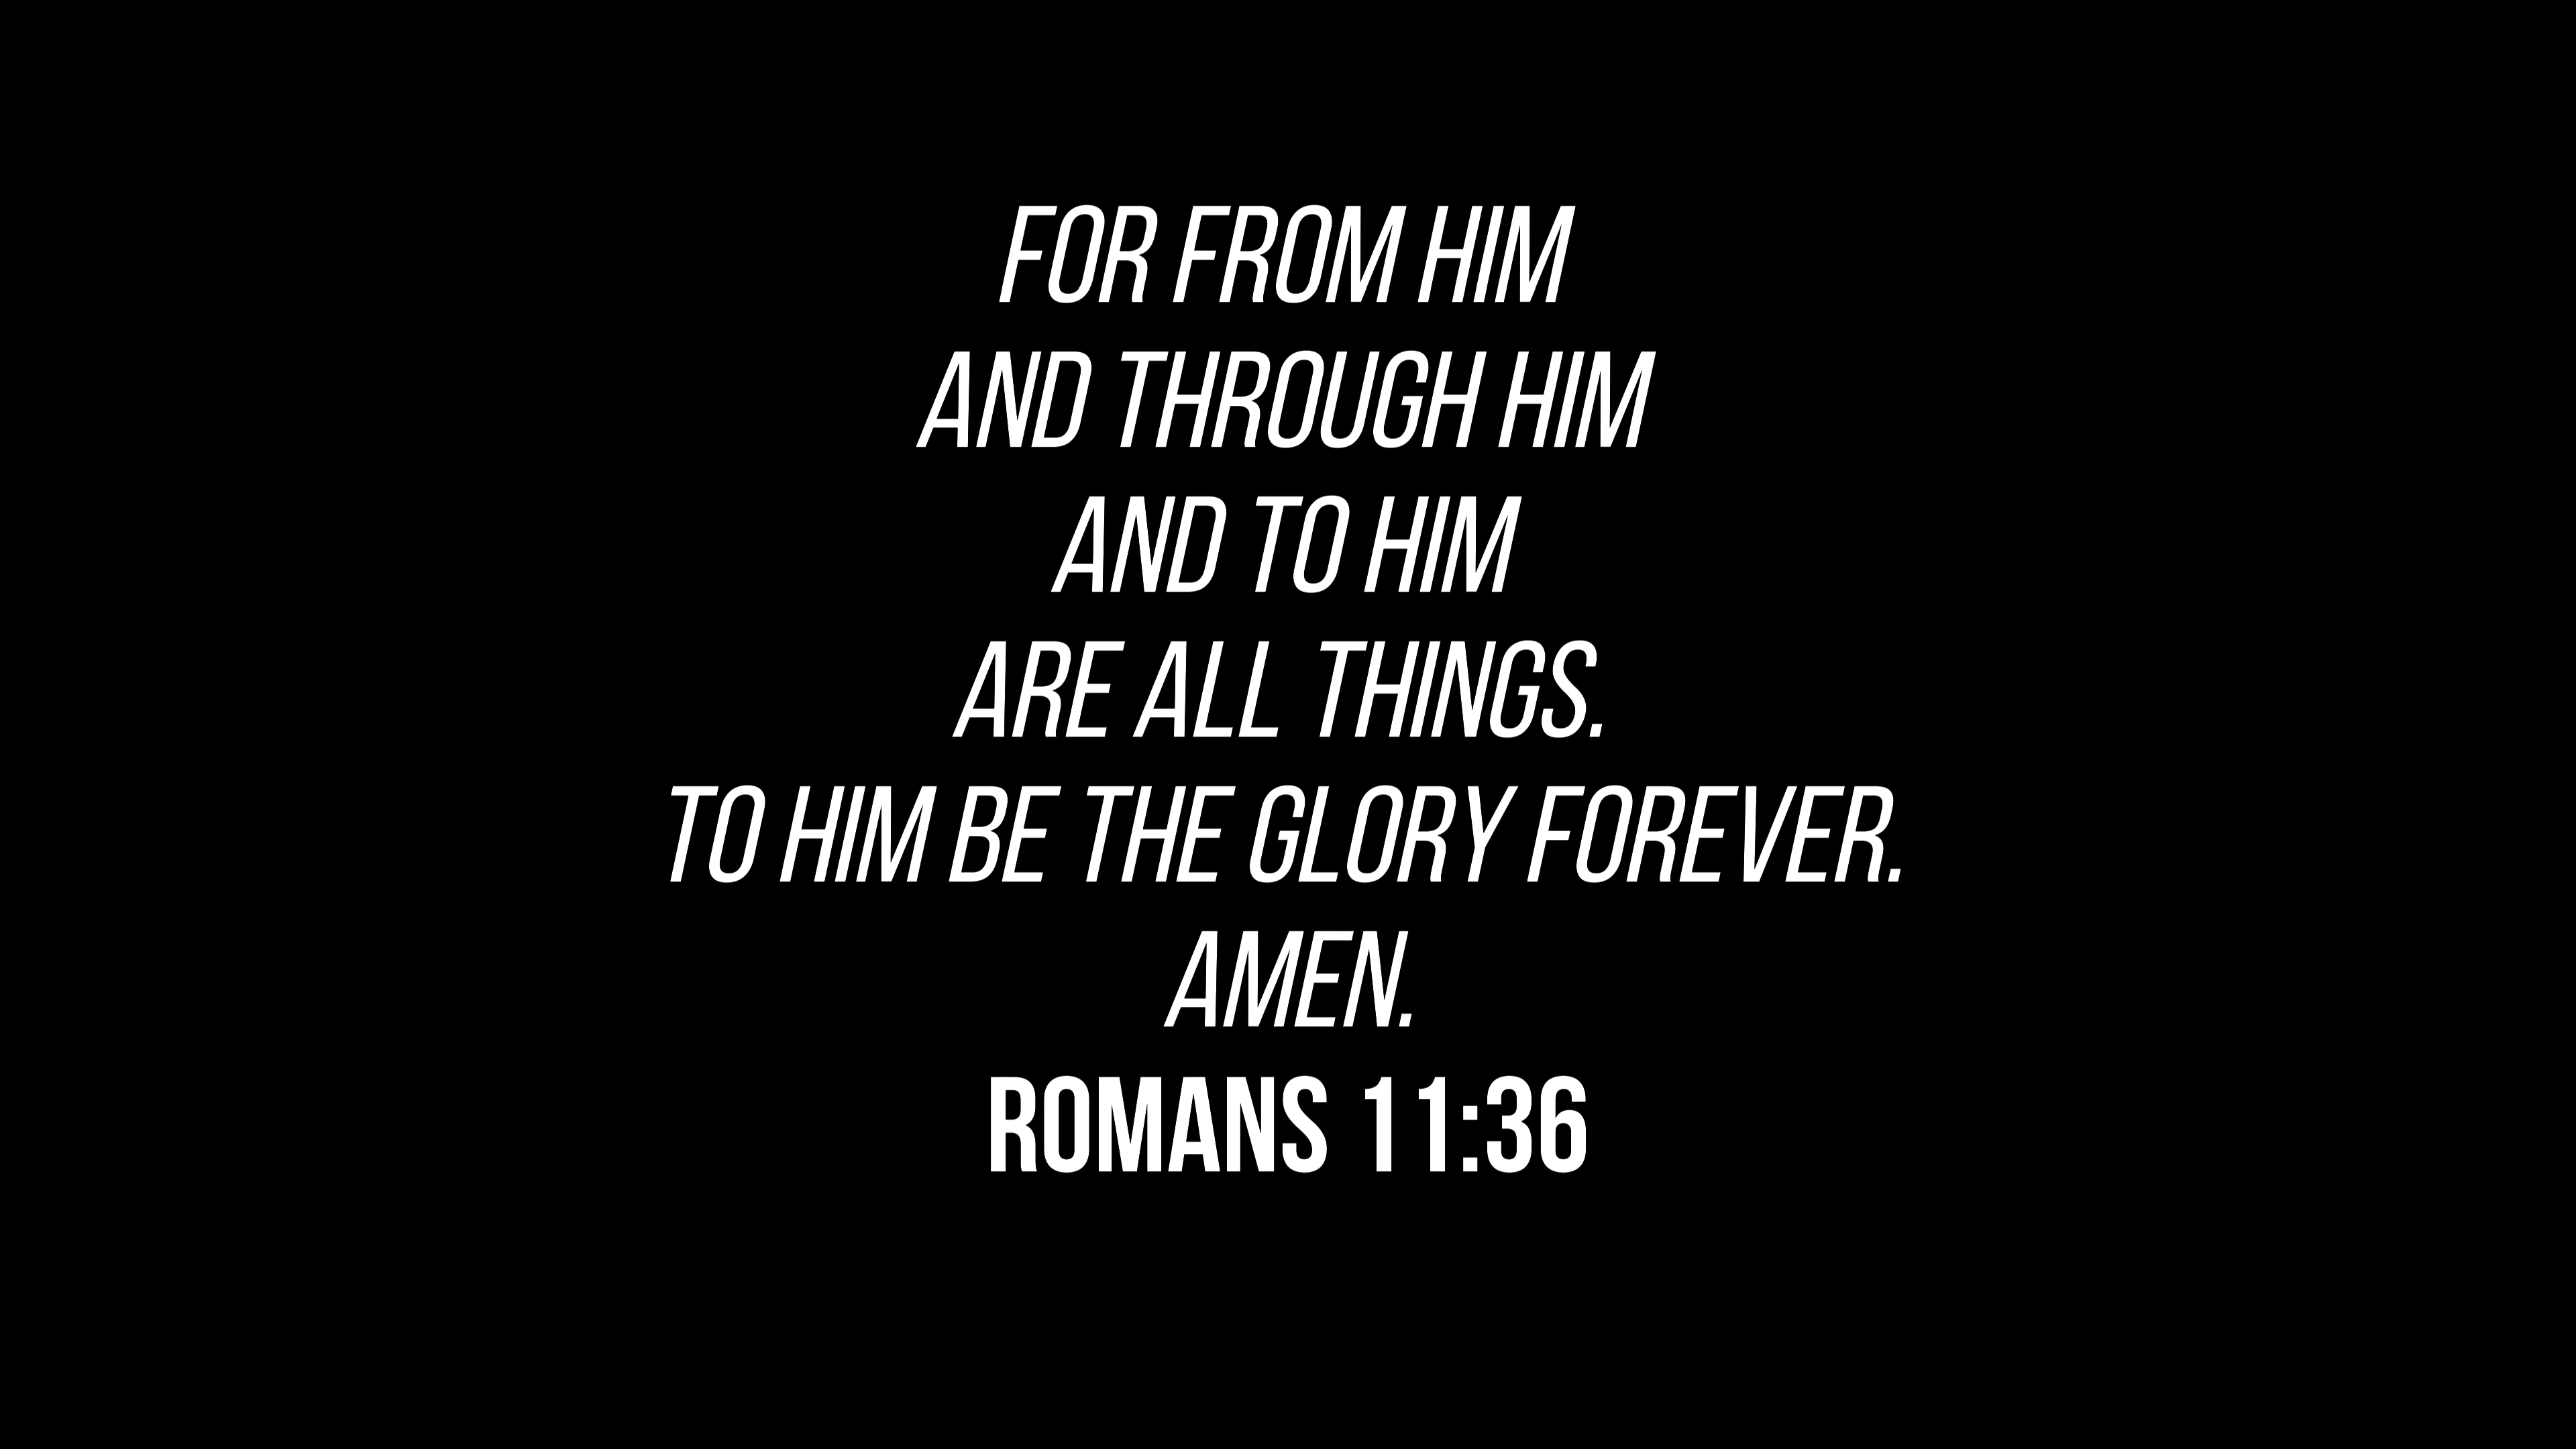 FOR FROM HIM
AND THROUGH HIM
AND TO HIM
ARE ALL THINGS.
TO HIM BE THE GLORY FOREVER.
AMEN.
ROMANS 11:36